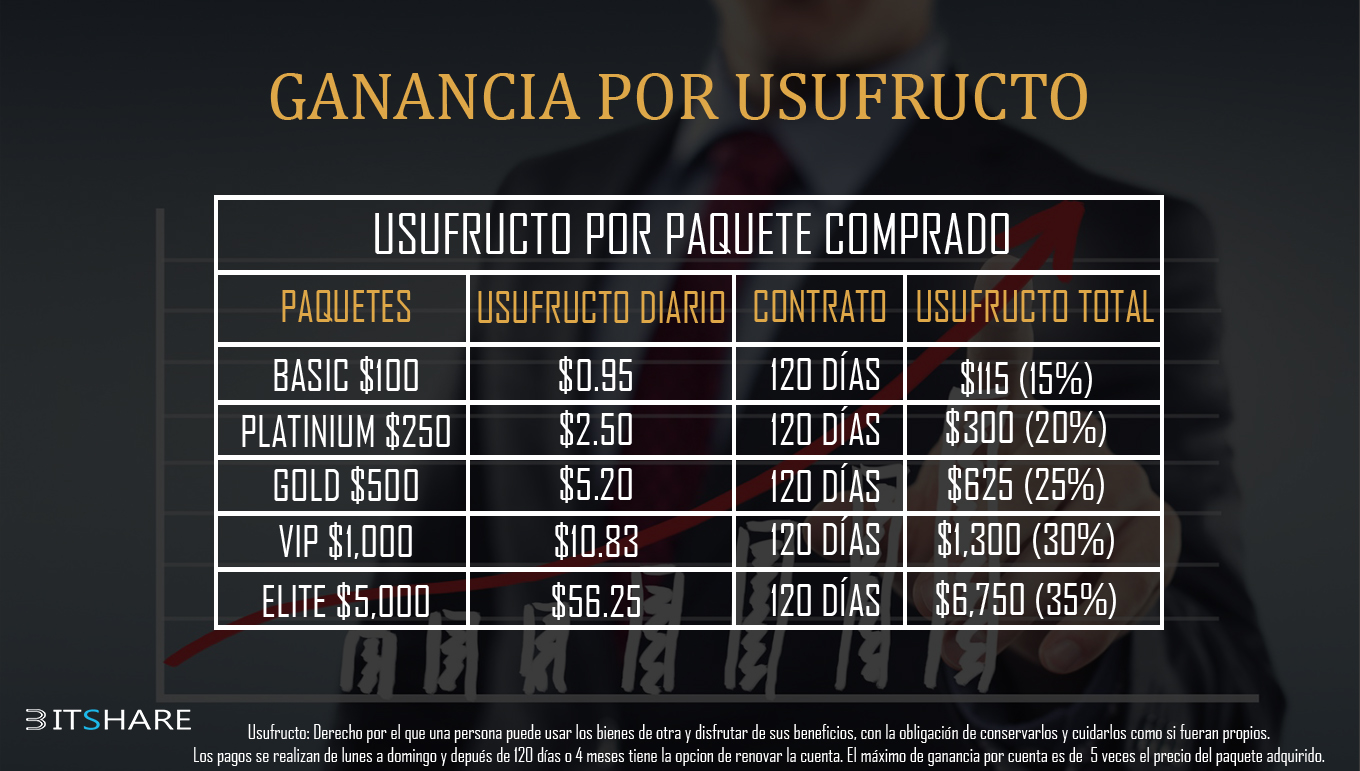 GANANCIA POR USUFRUCTO
USUFRUCTO POR PAQUETE COMPRADO
PAQUETES USUFRUCTO DIARIO CONTRATO USUFRUCTO TOTAL
BASIC $100 $0.95 120 DÍAS $115 (15%)
PLATINIUM $250 $2.50 120 DÍAS $300 (20%)
GOLD $500 $5.20 120 DÍAS $625 (25%)
VIP $1,000 $10.83 120 DÍAS $1,300 (30%)
ELITE $5,000 $56.25 120 DÍAS $6,750 (35%)
BITSHARE
Usufructo: Derecho por el que una persona puede usar los bienes de otra y disfrutar de sus beneficios, con la obligación de conservarlos y cuidarlos como si fueran propios.
Los pagos se realizan de lunes a domingo y depués de 120 días o 4 meses tiene la opcion de renovar la cuenta. El máximo de ganancia por cuenta es de 5 veces el precio del paquete adquirido.